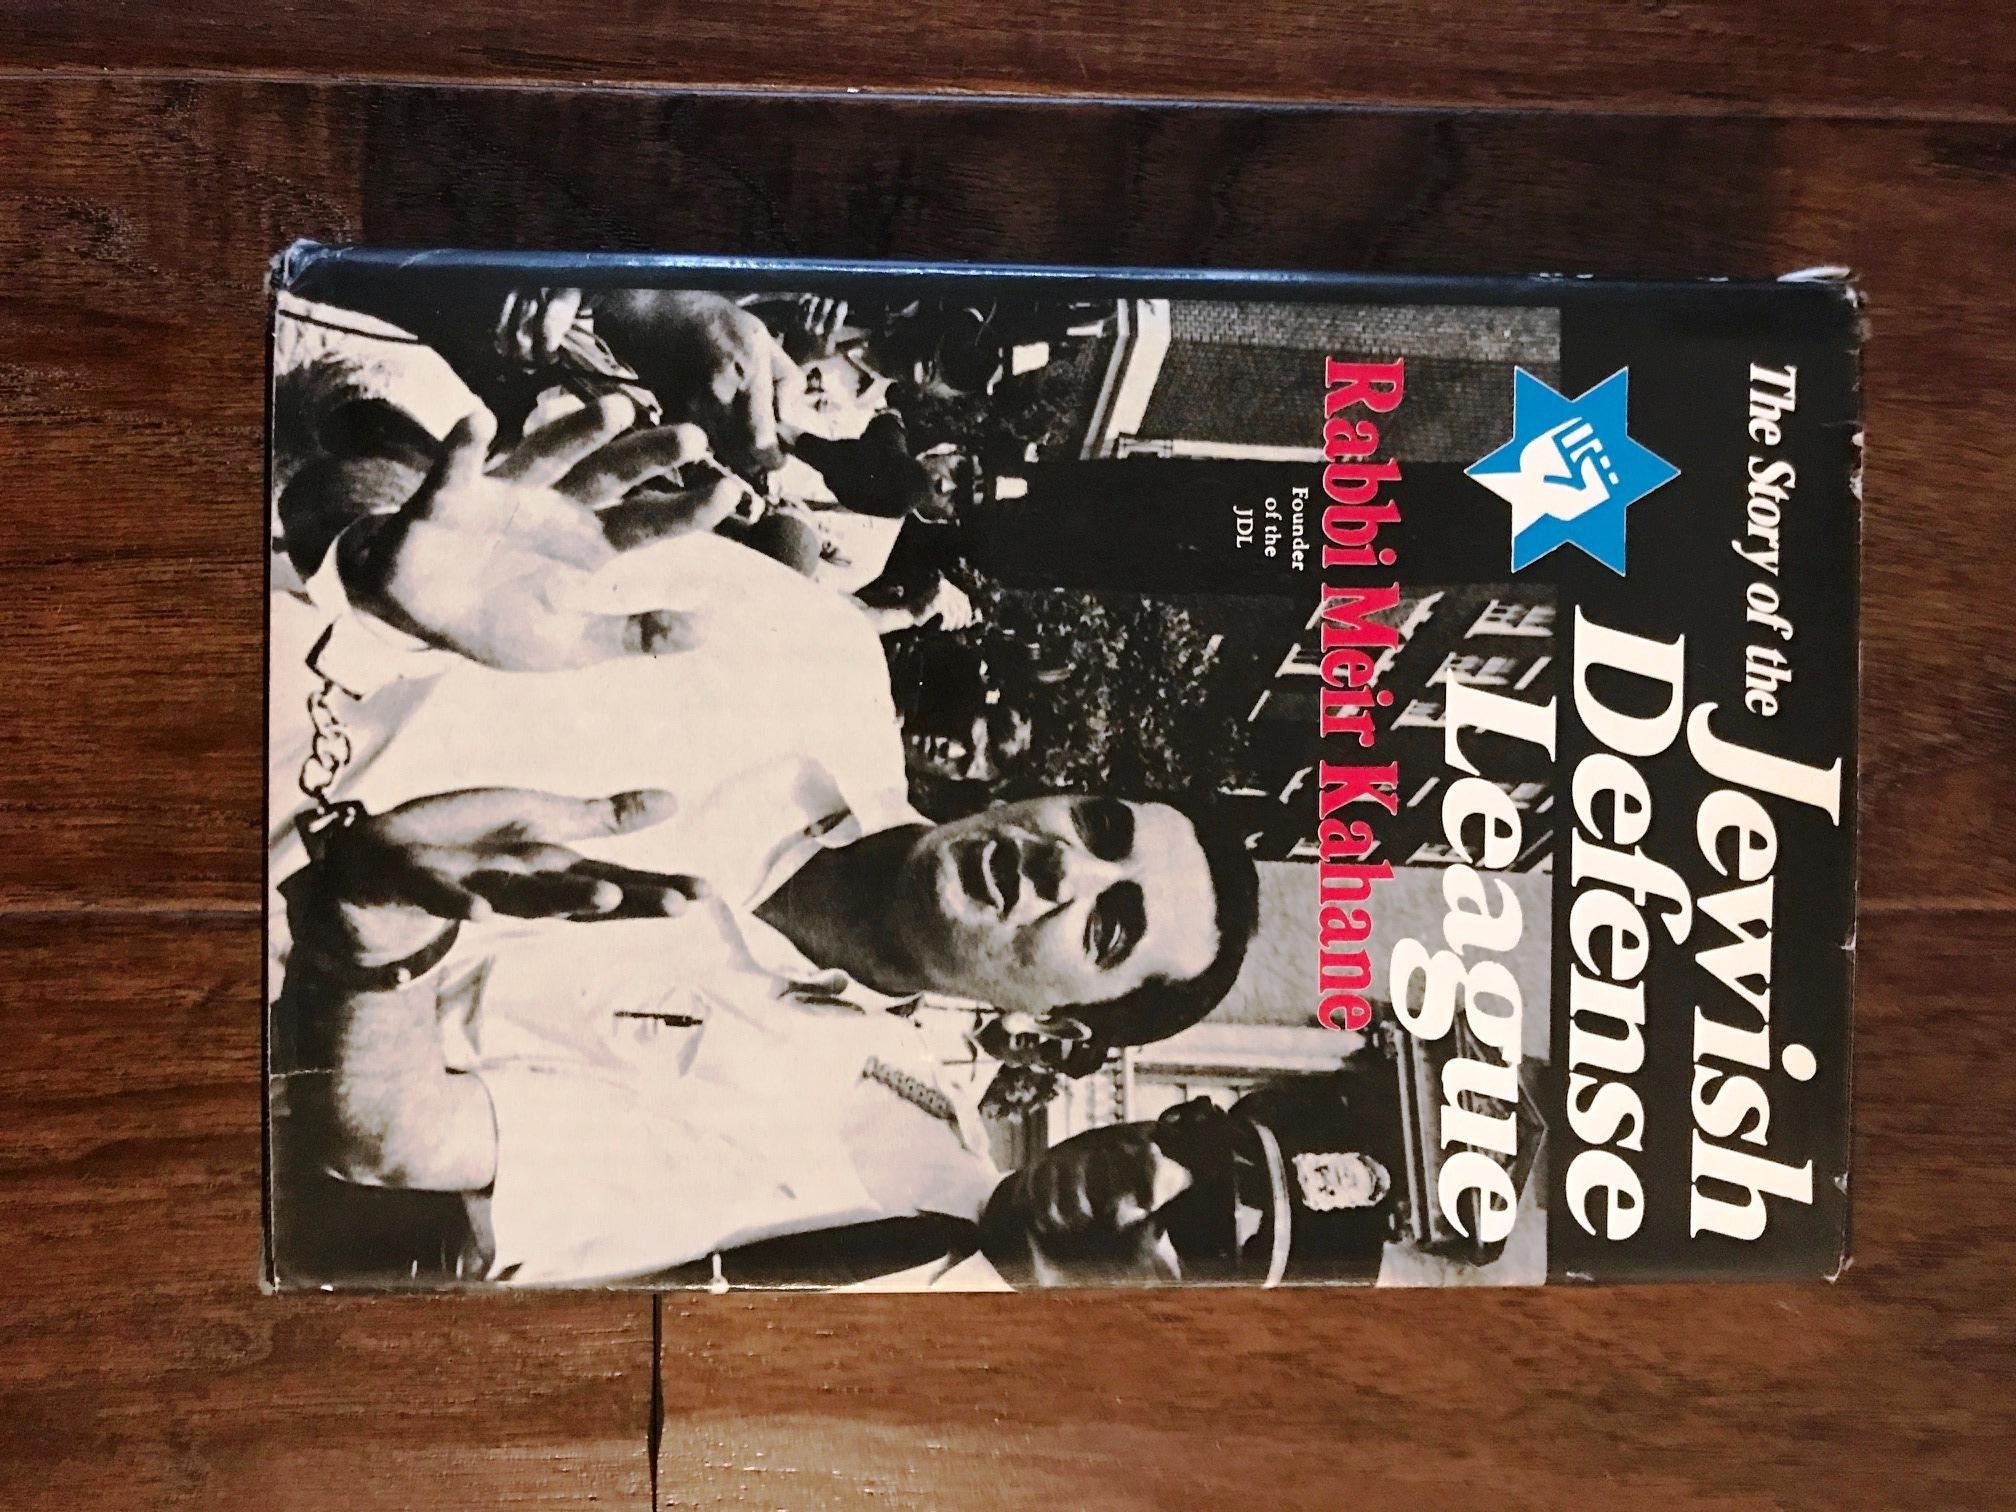 The Story of the Jewish
Defense
League
Rabbi Meir Kahane
Founder
of the
JDL